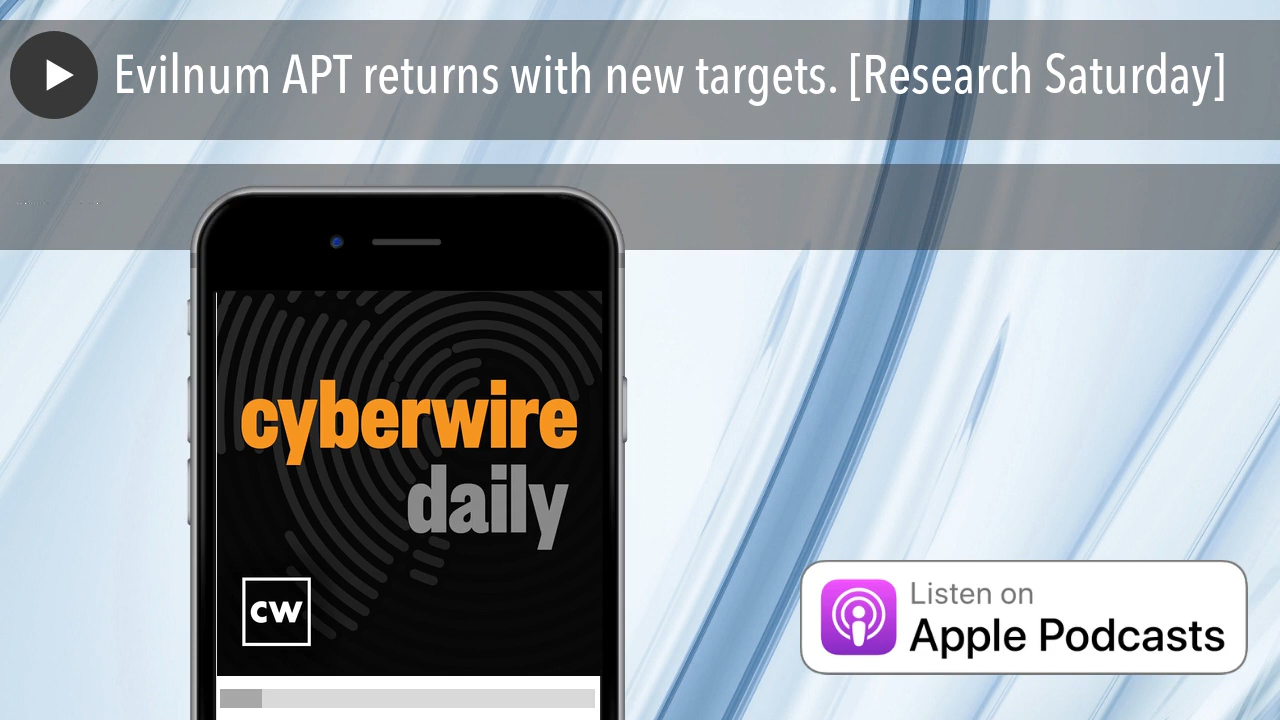 Evilnum APT returns with new targets. [Research Saturday]
cyberwire
daily
CW
Listen on
Apple Podcasts